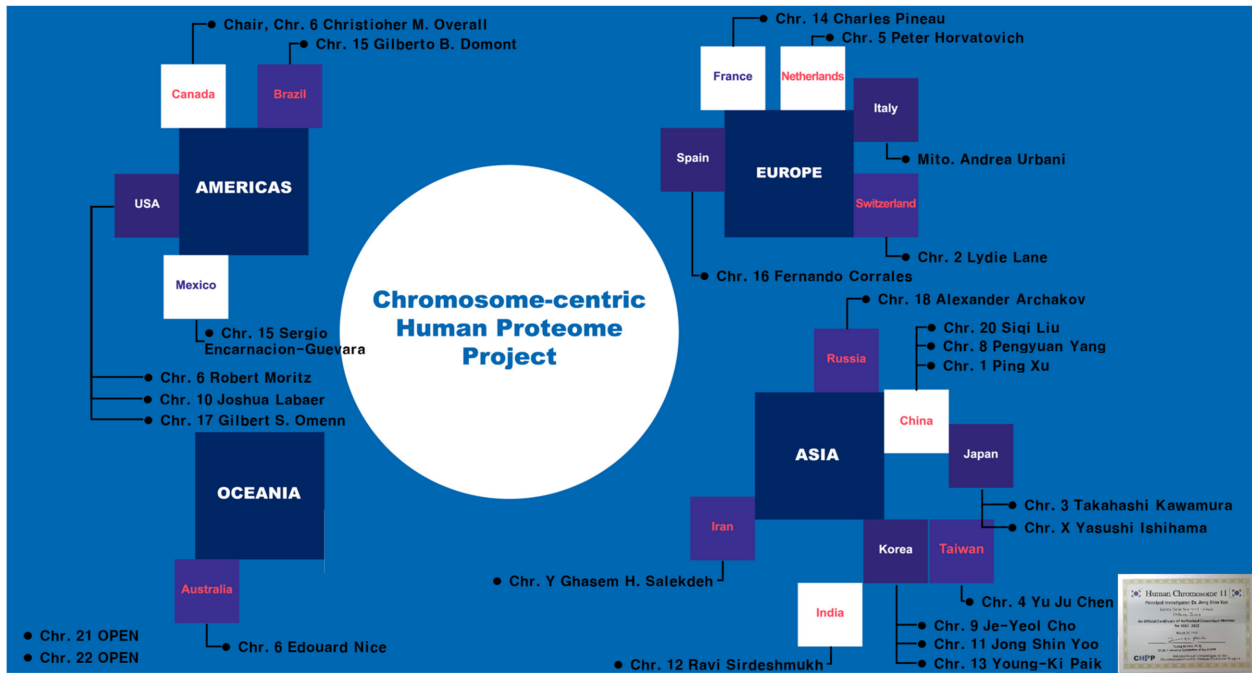 Chair, Chr. 6 Christioher M. Overall
Chr. 15 Gilberto B. Domont
Canada
Brazil
AMERICAS
USA
Mexico
Chr. 15 Sergio
Encarnacion-Guevara
Chr. 6 Robert Moritz
Chr. 10 Joshua Labaer
Chr. 17 Gilbert S. Omenn
OCEANIA
Australia
Chr. 6 Edouard Nice
Chr. 21 OPEN
Chr. 22 OPEN
Chromosome-centric
Human Proteome
Project
Chr. 14 Charles Pineau
Chr. 5 Peter Horvatovich
France
Netherlands
Italy
Spain
EUROPE
Mito. Andrea Urbani
Switzerland
Chr. 2 Lydie Lane
Chr. 16 Fernando Corrales
Chr. 18 Alexander Archakov
Chr. 20 Siqi Liu
Chr. 8 Pengyuan Yang
Chr. 1 Ping Xu
Russia
China
ASIA
Japan
Chr. 3 Takahashi Kawamura
Chr. X Yasushi Ishihama
Iran
Korea
Taiwan
Chr. Y Ghasem H. Salekdeh
India
Chr. 4 Yu Ju Chen
Chr. 9 Je-Yeol Cho
Chr. 11 Jong Shin Yoo
Chr. 13 Young-Ki Paik
Chr. 12 Ravi Sirdeshmukh
Human Chromosome 11
Principal Investigator: Dr. Jong Shin Yoo